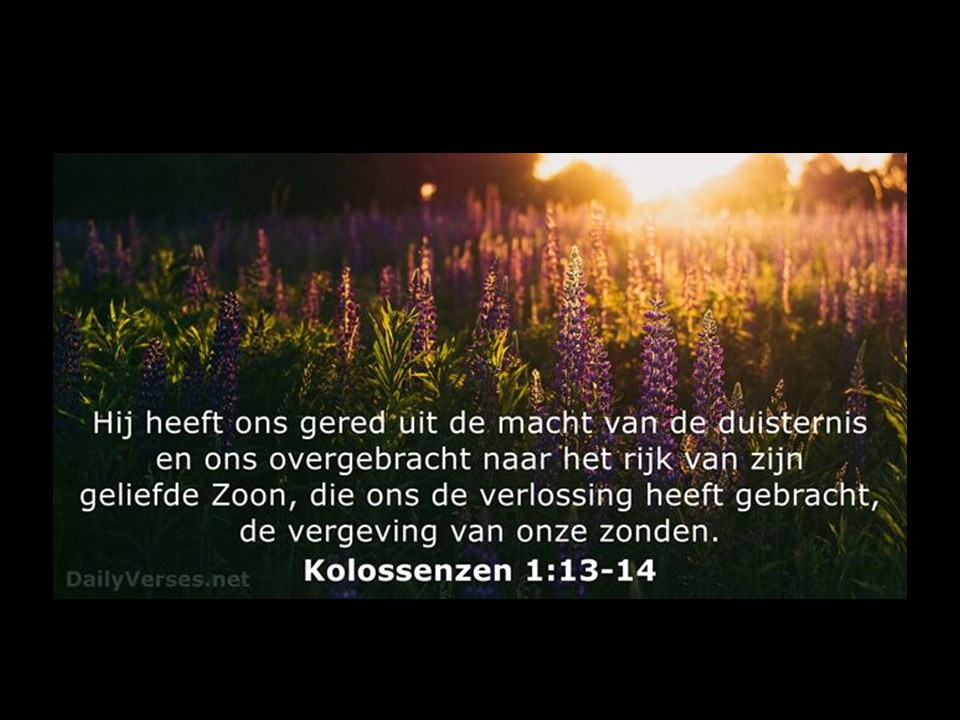 Hij heeft ons gered uit de macht van de duisternis
en ons overgebracht naar het rijk van zijn
geliefde Zoon, die ons de verlossing heeft gebracht,
de vergeving van onze zonden.
Kolossenzen 1:13-14
DailyVerses.net